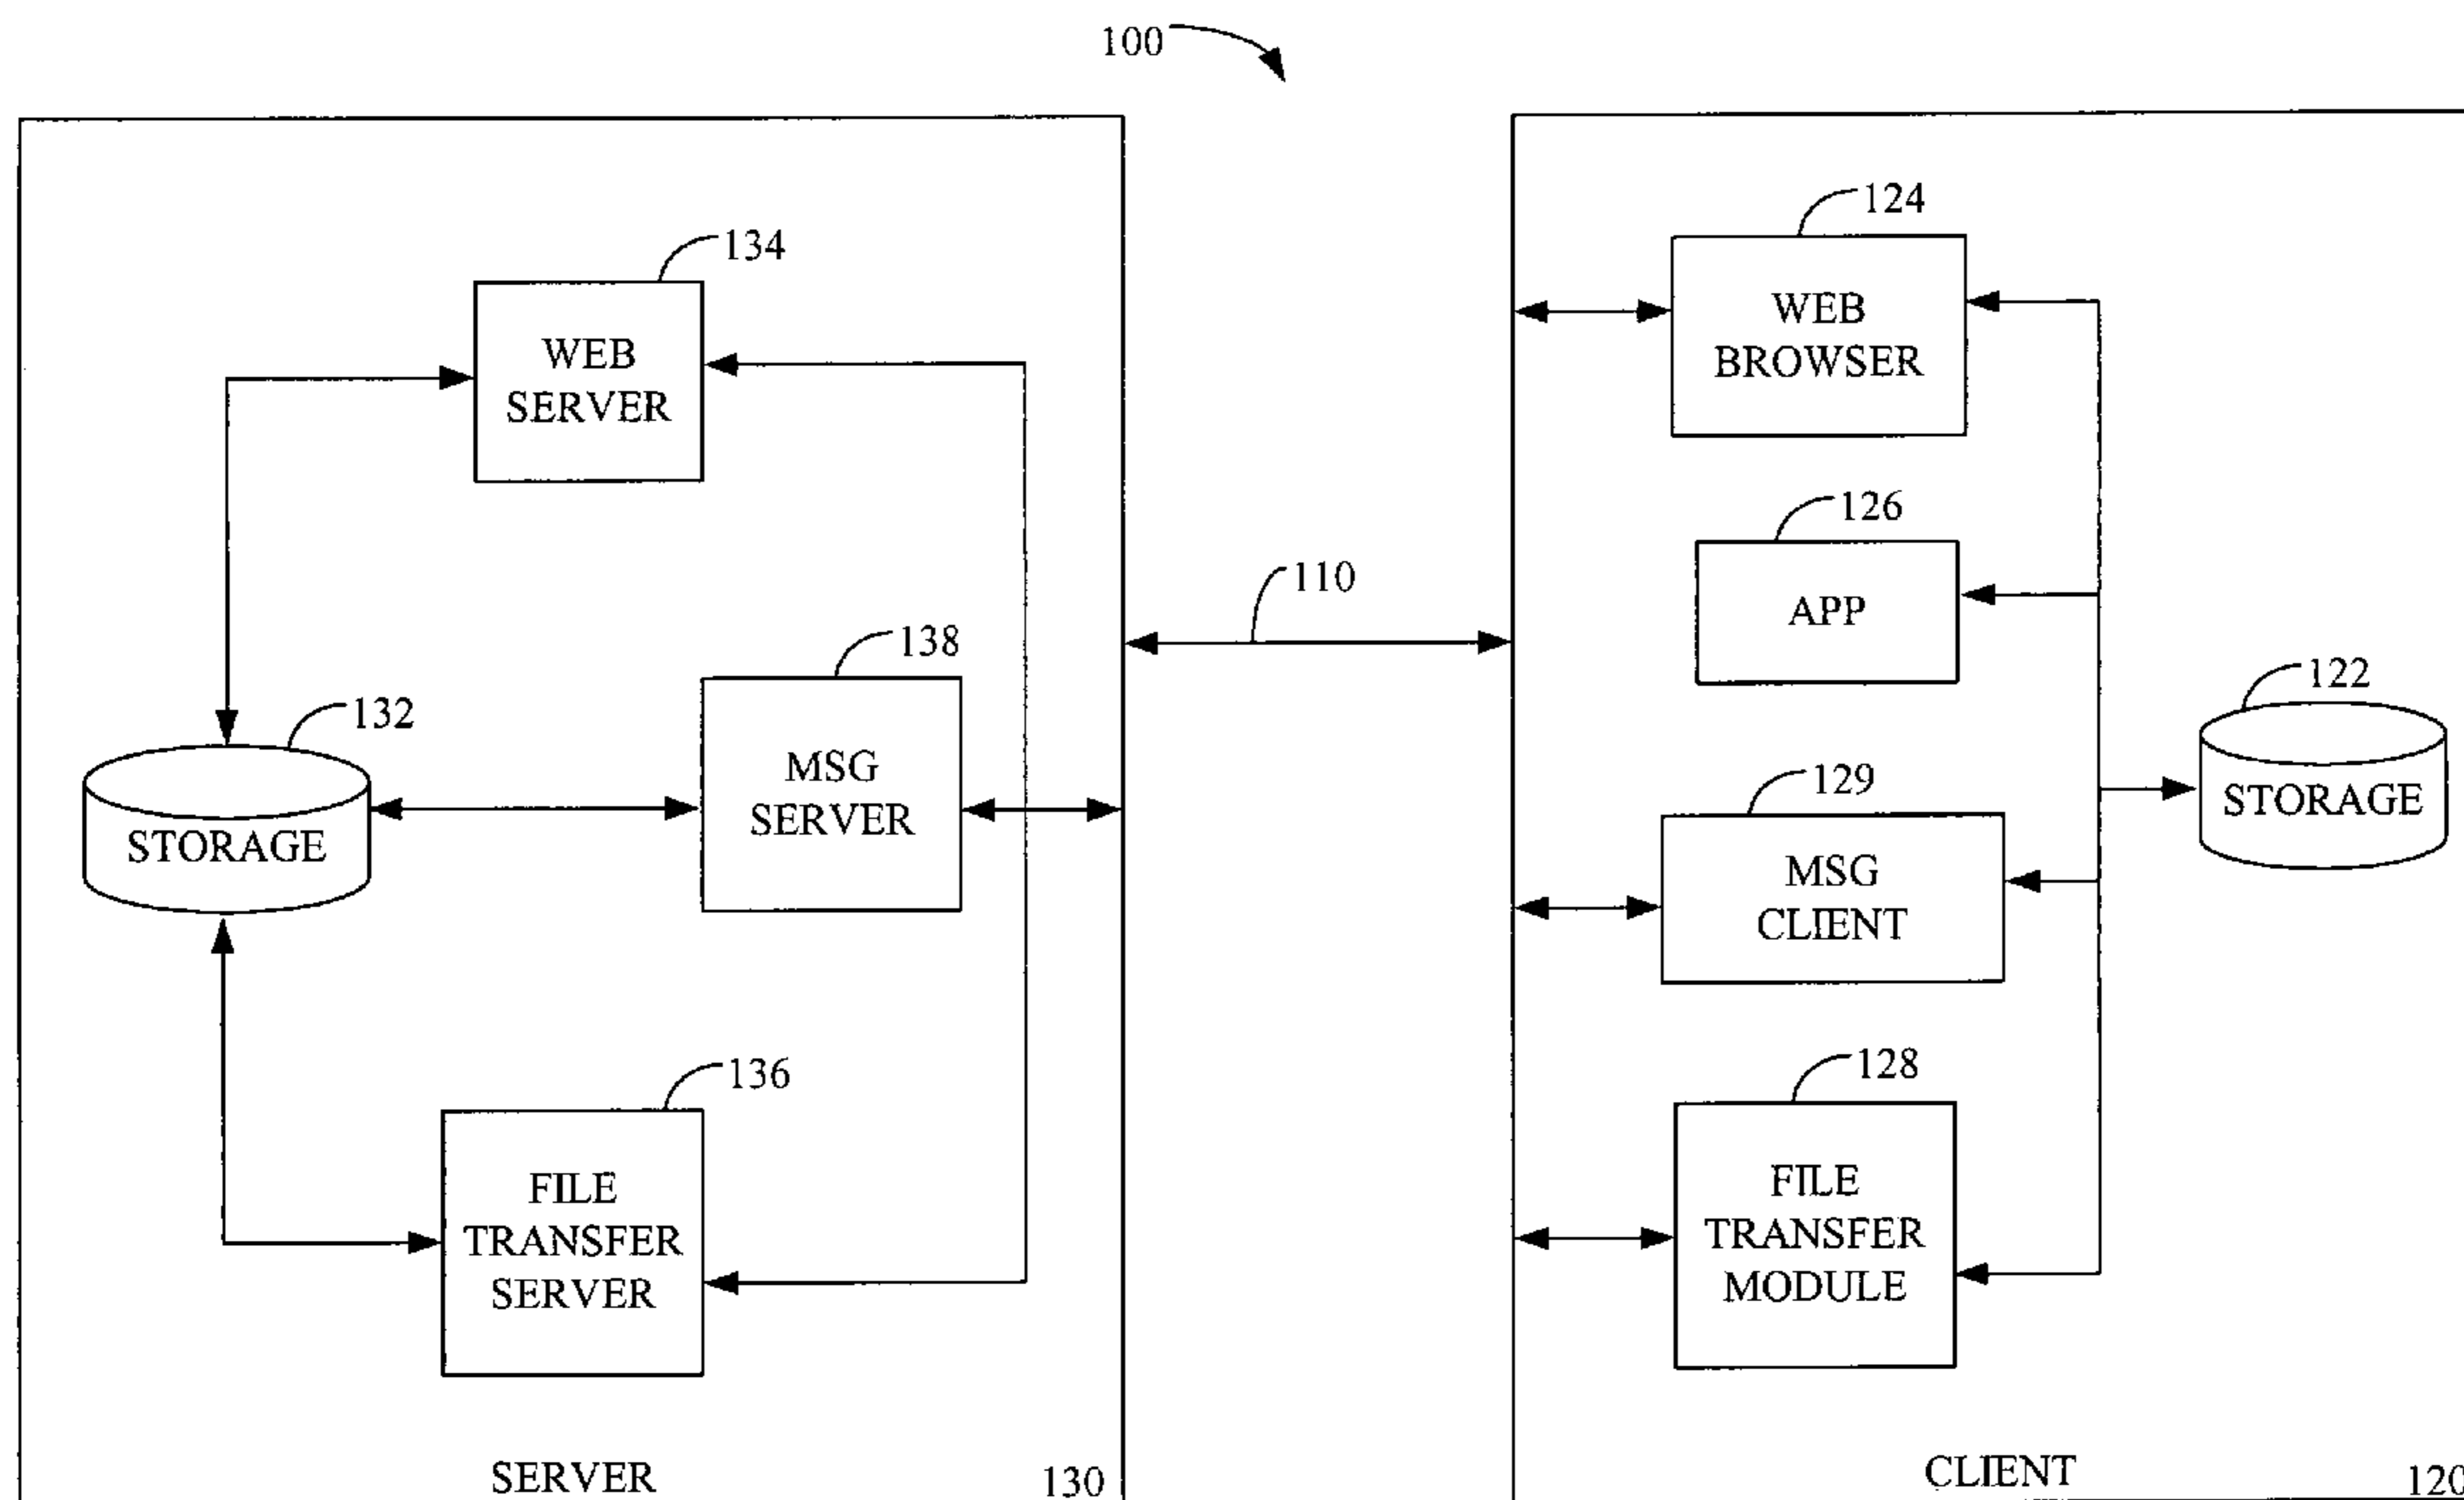 100
134
WEB
SERVER
138
MSG
SERVER
132
STORAGE
136
FILE
TRANSFER
SERVER
SERVER
130
110
124
WEB
BROWSER
126
APP
122
STORAGE
129
MSG
CLIENT
128
FILE
TRANSFER
MODULE
CLIENT
120